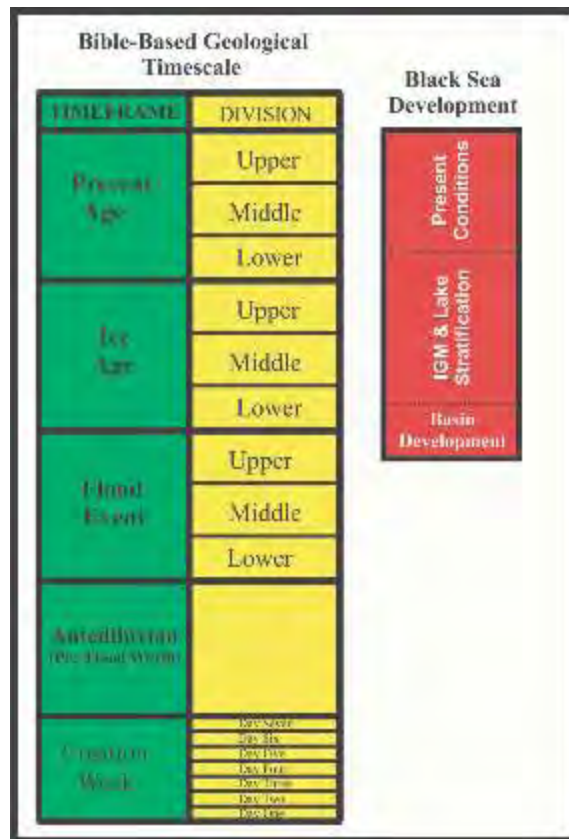 Bible-Based Geological
Timescale
TIMEFRAME
DIVISION
Present
Age
Upper
Middle
Lower
Ice
Age
Upper
Middle
Lower
Flood
Event
Upper
Middle
Lower
Antediluvian
(Pre-Flood World)
Creation
Week
Day Seven
Day Six
Day Five
Day Four
Day Three
Day Two
Day One
Black Sea
Development
Present
Conditions
IGM & Lake
Stratification
Basin
Development